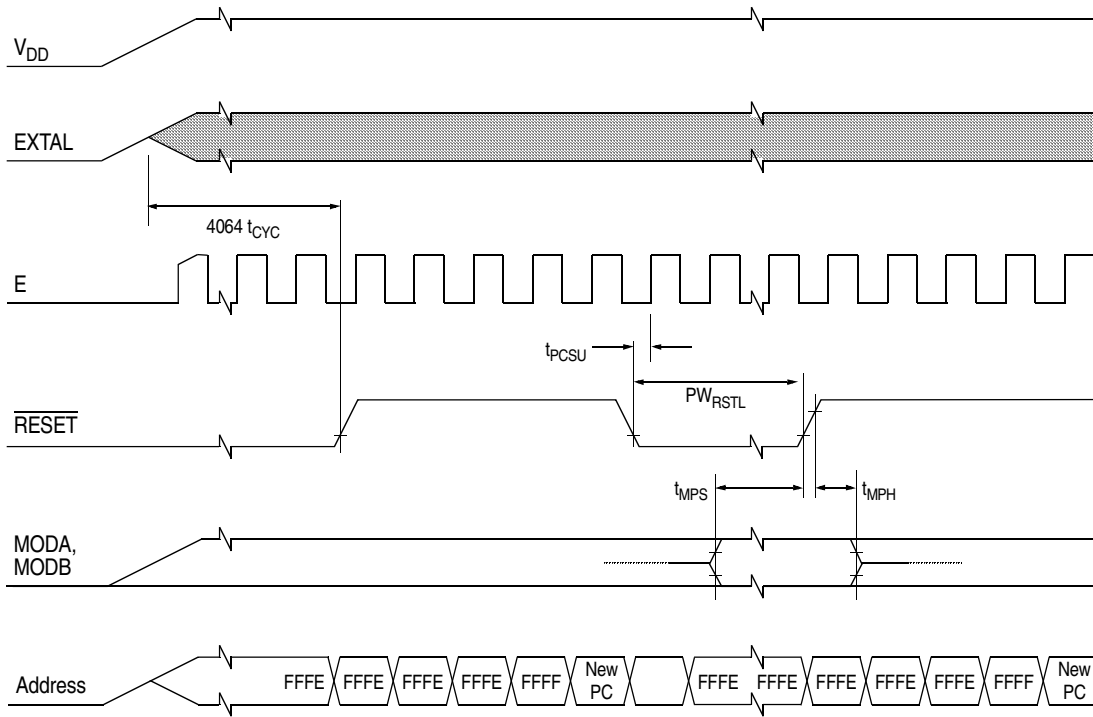 VDD
EXTAL
4064 tCYC
E
tPCSU
PWRSTL
RESET
tMPS
tMPH
MODA,
MODB
Address
FFFE FFFE FFFE FFFE FFFF New PC FFFE FFFE FFFE FFFE FFFE FFFF New PC